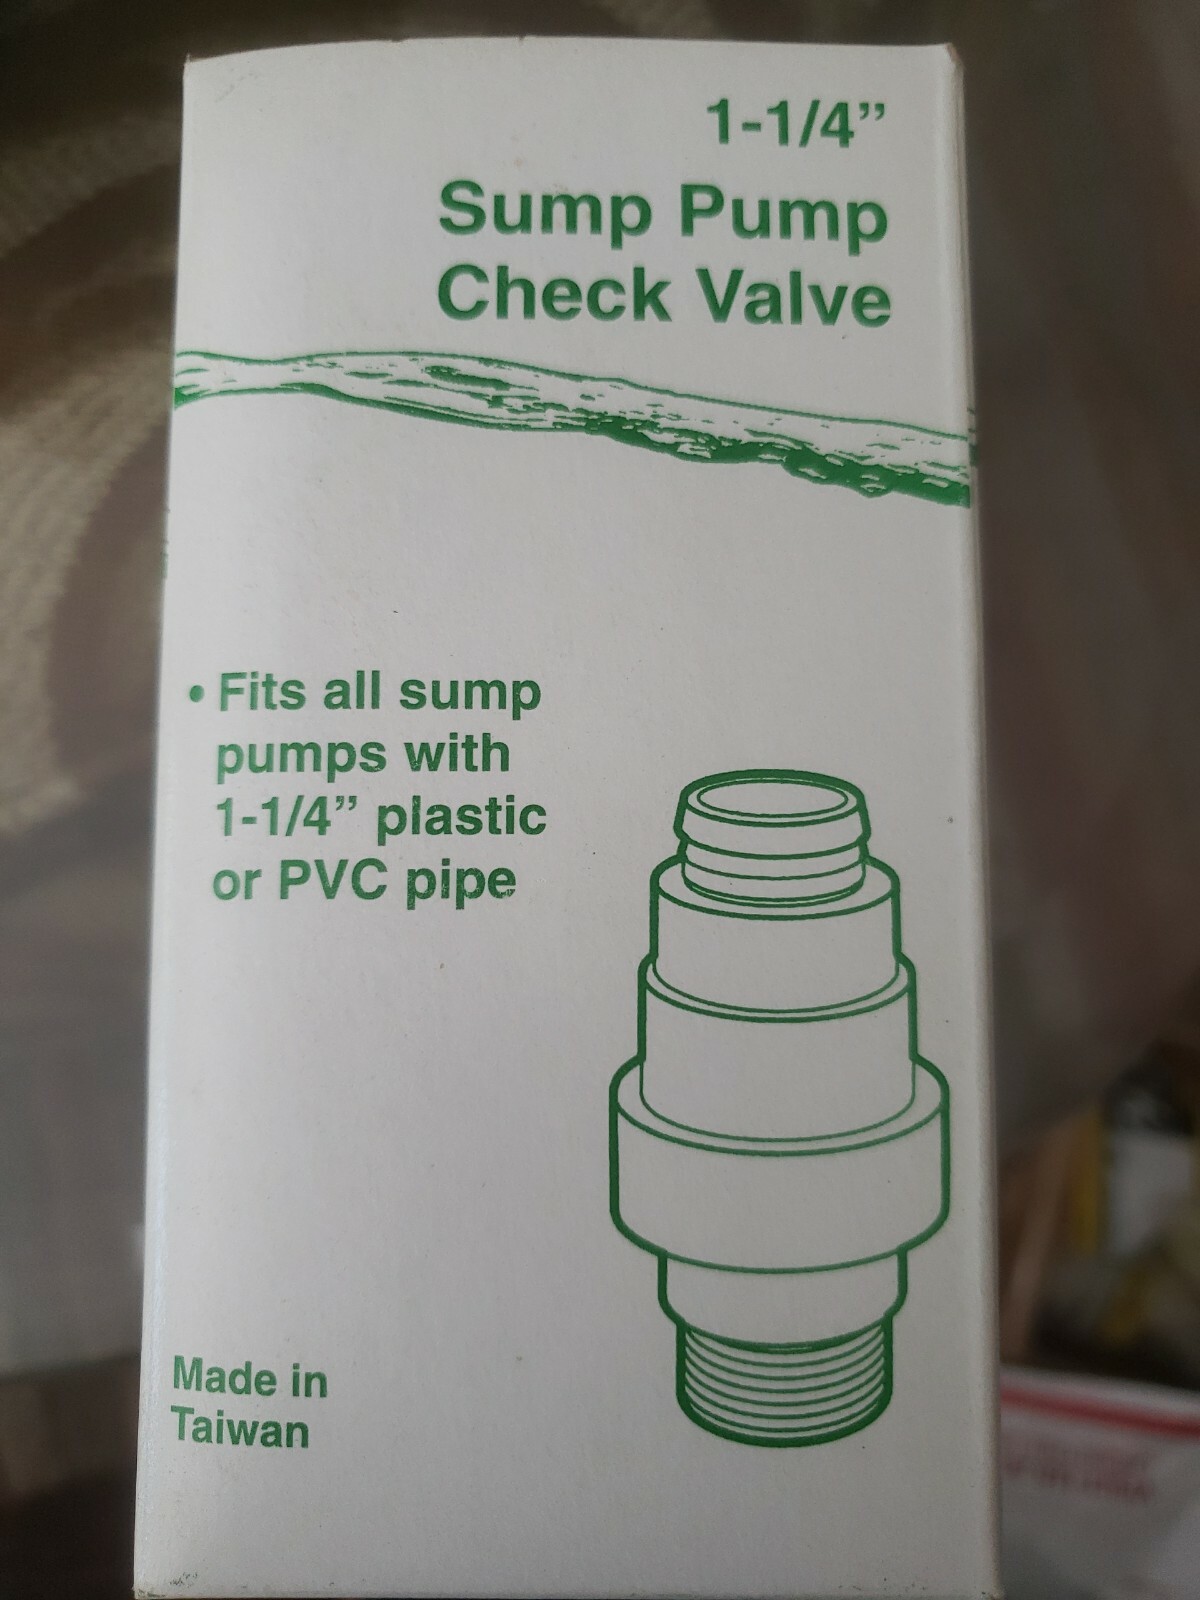 1-1/4”
Sump Pump
Check Valve
• Fits all sump
pumps with
1-1/4” plastic
or PVC pipe
Made in
Taiwan